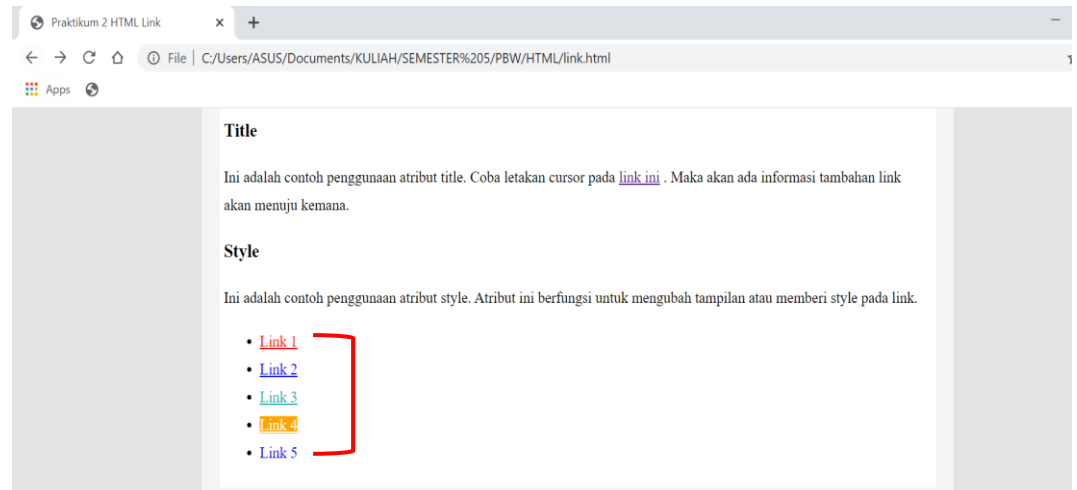 Praktikum 2 HTML Link
File | C:/Users/ASUS/Documents/KULIAH/SEMESTER%205/PBW/HTML/link.html
Apps
Title
Ini adalah contoh penggunaan atribut title. Coba letakan cursor pada link ini . Maka akan ada informasi tambahan link
akan menuju kemana.
Style
Ini adalah contoh penggunaan atribut style. Atribut ini berfungsi untuk mengubah tampilan atau memberi style pada link.
• Link 1
• Link 2
• Link 3
• Link 4
• Link 5